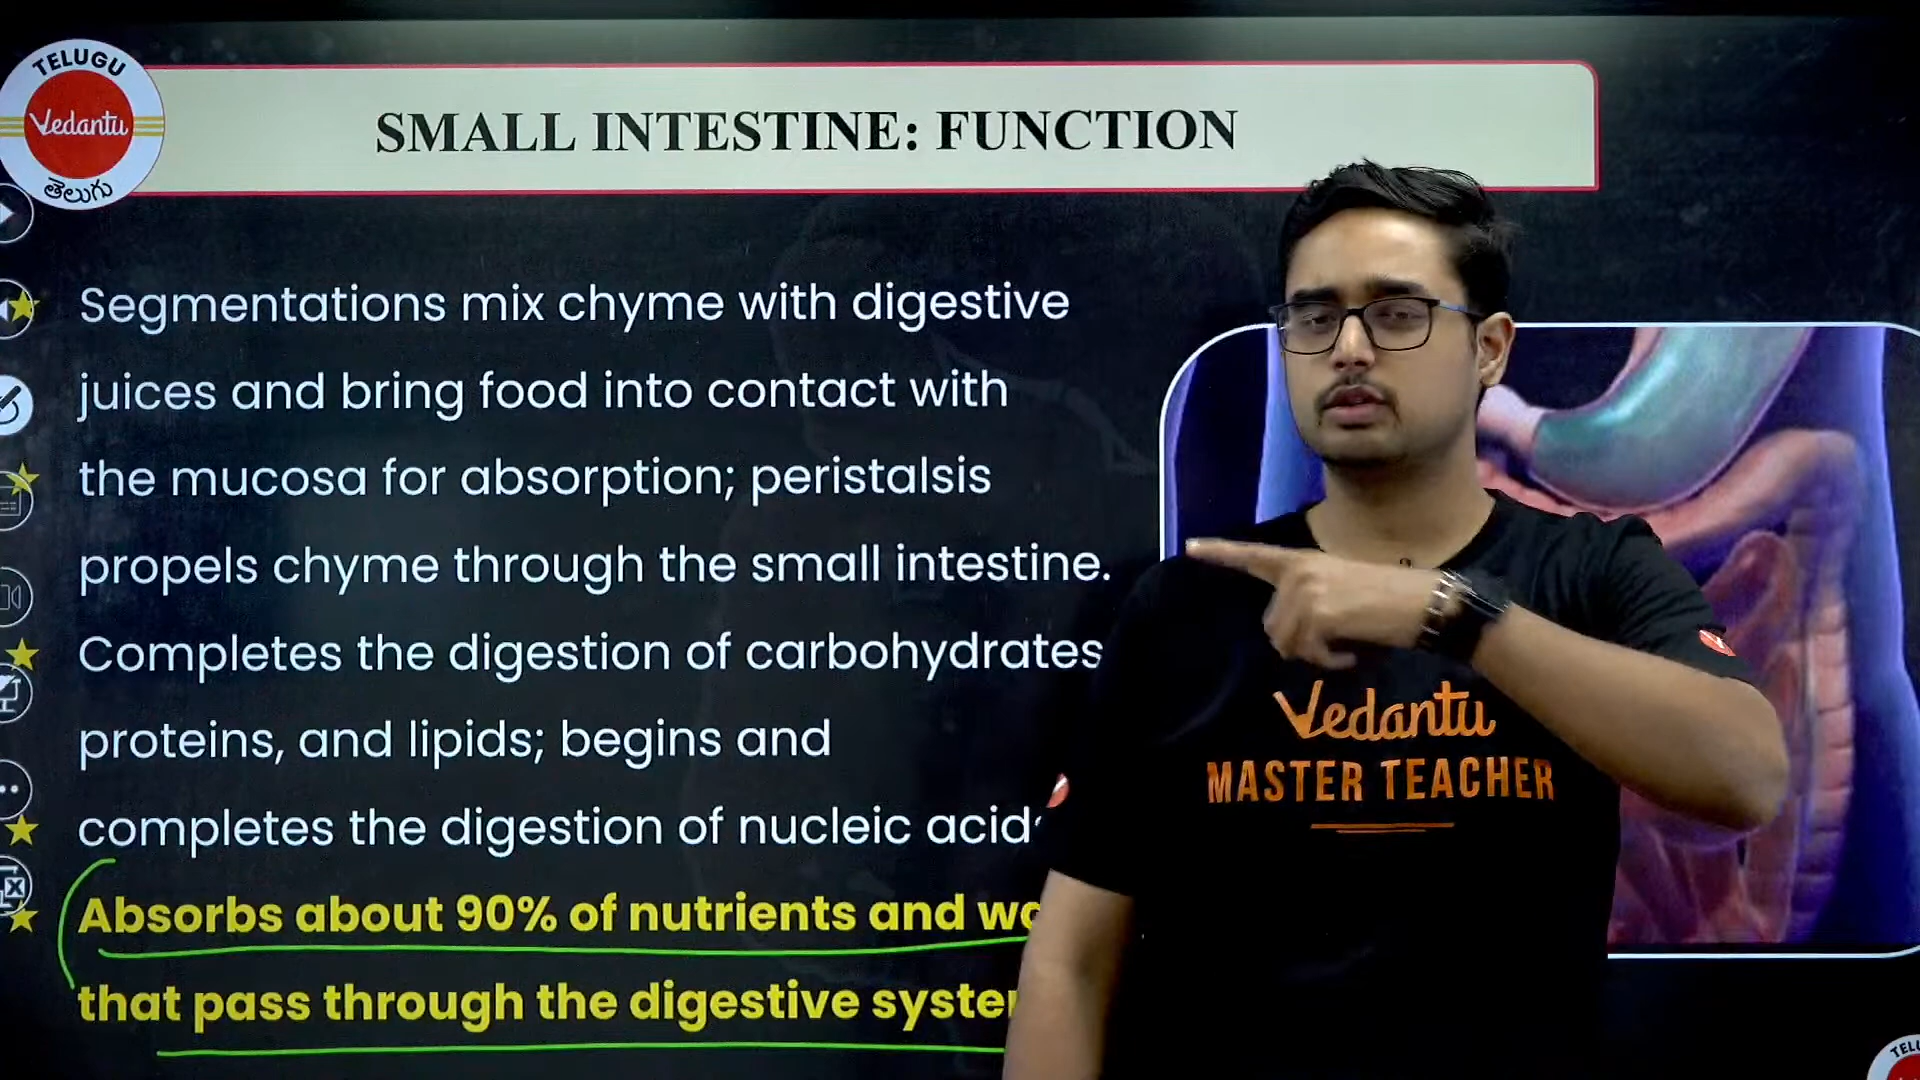 TELUGU
Vedantu
తెలుగు
SMALL INTESTINE: FUNCTION
Segmentations mix chyme with digestive
juices and bring food into contact with
the mucosa for absorption; peristalsis
propels chyme through the small intestine.
Completes the digestion of carbohydrates
proteins, and lipids; begins and
completes the digestion of nucleic
Absorbs about 90% of nutrients and
that pass through the digestive
Vedantu
MASTER TEACHER